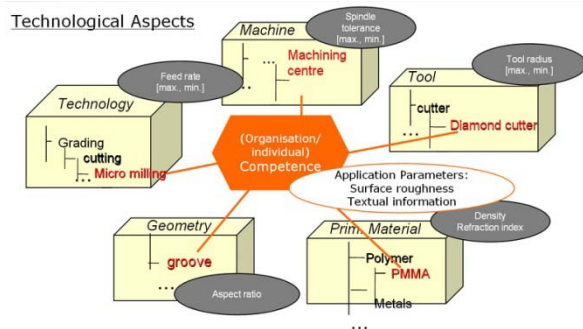 Technological Aspects
Machine
Spindle
tolerance
[max., min.]
...
Machining
centre
Feed rate
[max., min.]
Technology
Grading
cutting
Micro milling
...
Tool radius
[max., min.]
Tool
cutter
...
Diamond cutter
(Organisation/
individual)
Competence
Application Parameters:
Surface roughness
Textual information
Geometry
groove
...
Aspect ratio
Density
Refraction index
Prim. Material
Polymer
PMMA
Metals
...